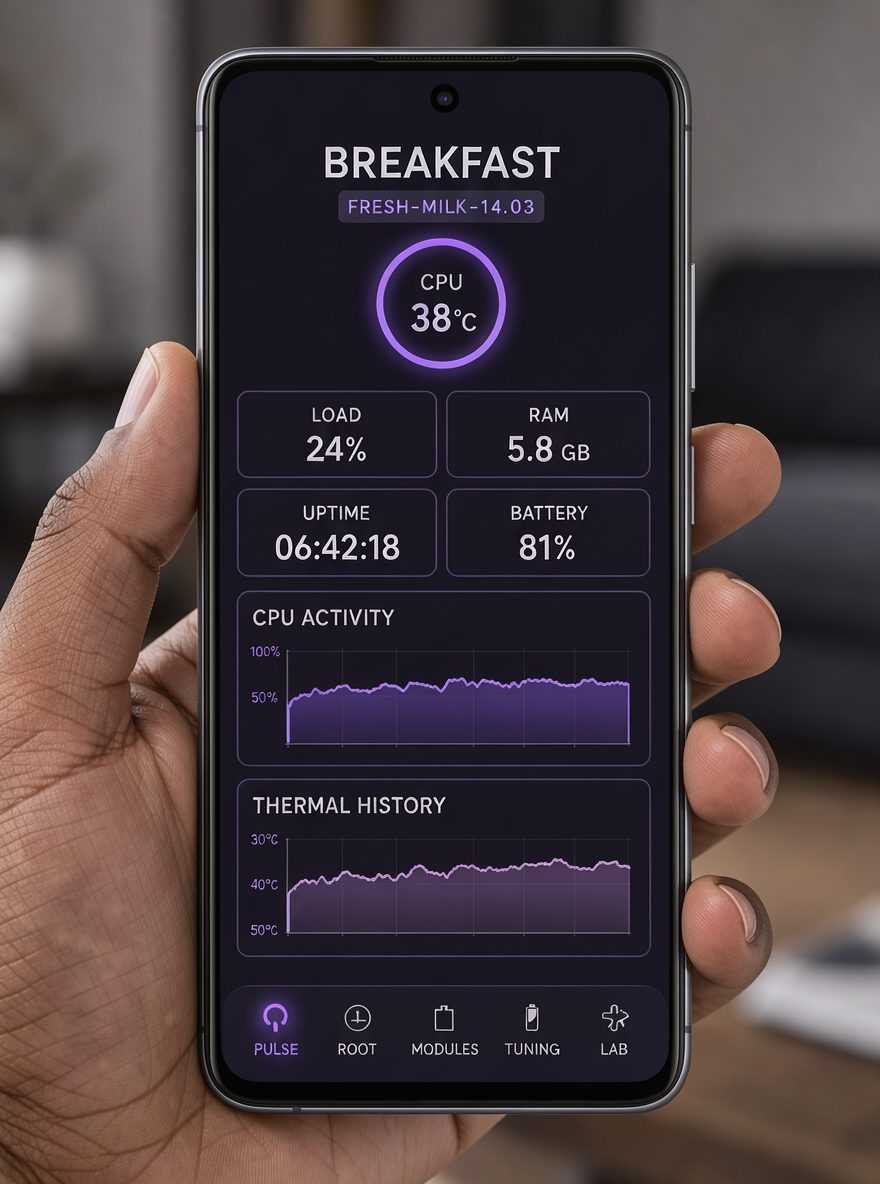 BREAKFAST
FRESH-MILK-14.03
CPU
38°C
LOAD
24%
RAM
5.8 GB
UPTIME
06:42:18
BATTERY
81%
CPU ACTIVITY
100%
50%
THERMAL HISTORY
30°C
40°C
50°C
PULSE
ROOT
MODULES
TUNING
LAB